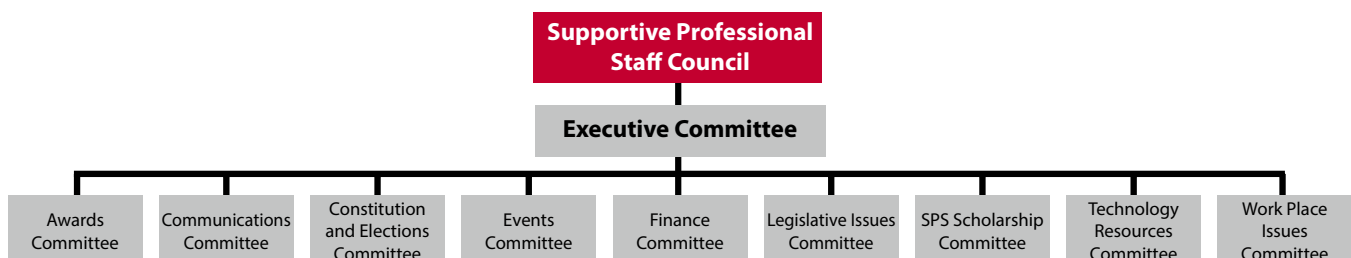 Supportive Professional
Staff Council
Executive Committee
Awards
Committee
Communications
Committee
Constitution
and Elections
Committee
Events
Committee
Finance
Committee
Legislative Issues
Committee
SPS Scholarship
Committee
Technology
Resources
Committee
Work Place
Issues
Committee